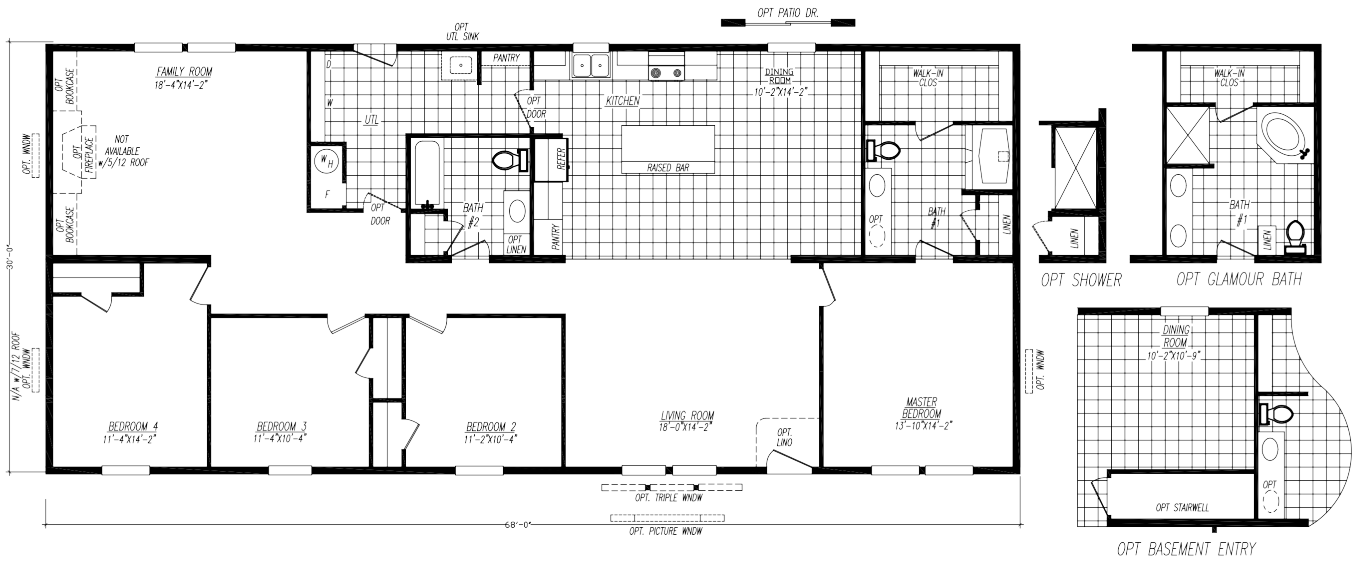 OPT PATIO DR.
OPT
UTL SINK
FAMILY ROOM
18'-4"X14'-2"
OPT
BOOKCASE
OPT
FIREPLACE
NOT
AVAILABLE
w/5/12 ROOF
OPT
BOOKCASE
OPT. WNDW
D
W
UTL
W
H
F
OPT
DOOR
PANTRY
OPT
DOOR
KITCHEN
DINING
ROOM
10'-2"X14'-2"
REFER
RAISED BAR
PANTRY
BATH
#2
OPT
LINEN
WALK-IN
CLOS
OPT
BATH
#1
LINEN
30'-0"
N/A w/7/12 ROOF
OPT. WNDW
BEDROOM 4
11'-4"X14'-2"
BEDROOM 3
11'-4"X10'-4"
BEDROOM 2
11'-2"X10'-4"
LIVING ROOM
18'-0"X14'-2"
OPT.
LINO
MASTER
BEDROOM
13'-10"X14'-2"
OPT. WNDW
OPT. TRIPLE WNDW
68'-0"
OPT. PICTURE WNDW
LINEN
OPT SHOWER
WALK-IN
CLOS
BATH
#1
LINEN
OPT GLAMOUR BATH
DINING
ROOM
10'-2"X10'-9"
OPT
OPT STAIRWELL
OPT BASEMENT ENTRY